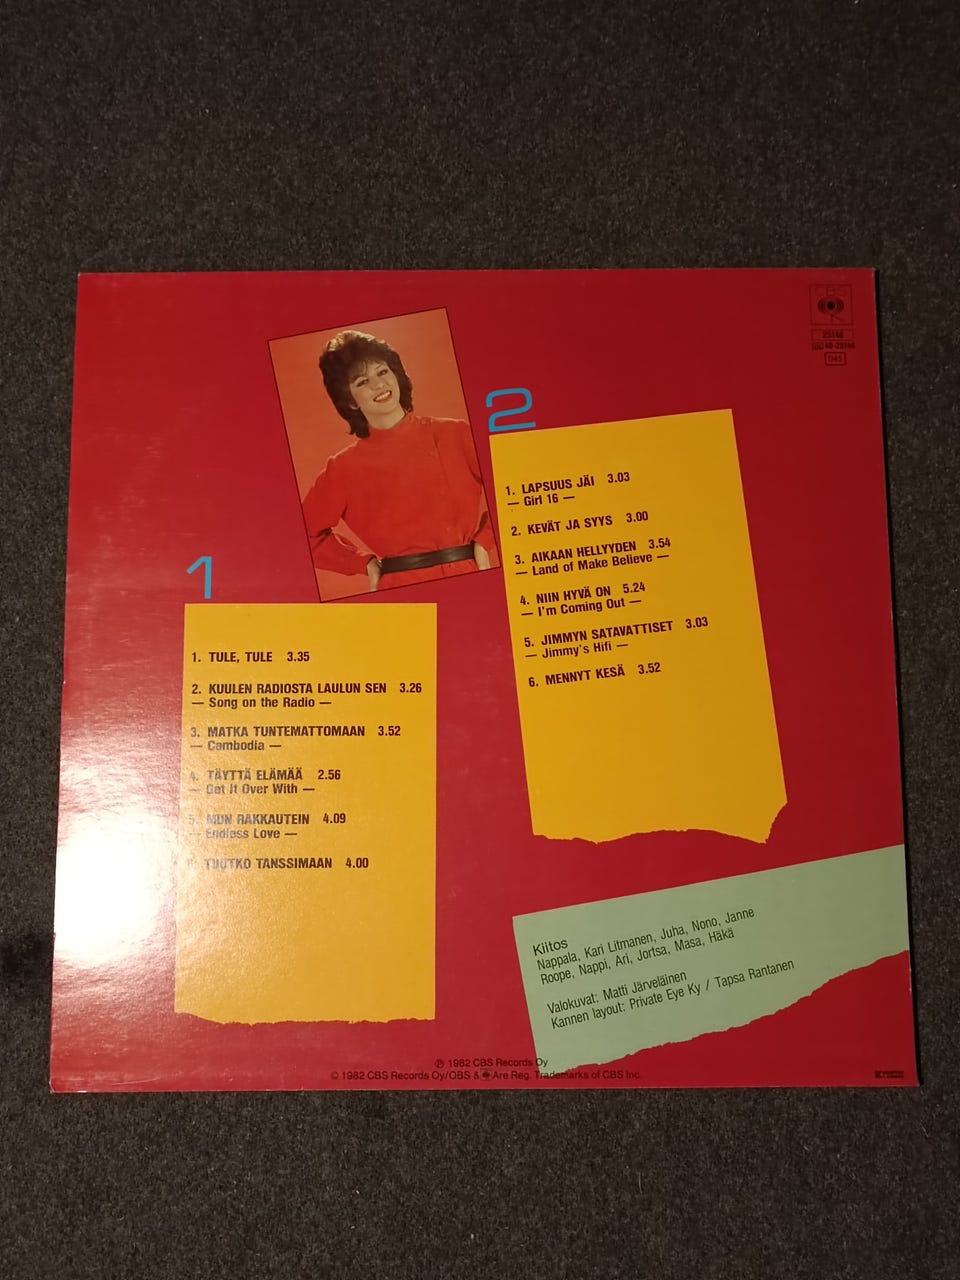 CBS
25146
40-25146
1
1. TULE, TULE 3.35
2. KUULEN RADIOSTA LAULUN SEN 3.26
— Song on the Radio —
3. MATKA TUNTEMATTOMAAN 3.52
— Cambodia —
4. TÄYTTÄ ELÄMÄÄ 2.56
— Get It Over With —
5. MUN RAKKAUTEIN 4.09
— Endless Love —
TUUTKO TANSSIMAAN 4.00
2
1. LAPSUUS JÄI 3.03
— Girl 16 —
2. KEVÄT JA SYYS 3.00
3. AIKAAN HELLYYDEN 3.54
— Land of Make Believe —
4. NIIN HYVÄ ON 5.24
— I'm Coming Out —
5. JIMMYN SATAVATTISET 3.03
— Jimmy's Hifi —
6. MENNYT KESÄ 3.52
Kiitos
Nappala, Kari Litmanen, Juha, Nono, Janne
Roope, Nappi, Ari, Jortsa, Masa, Häkä
Valokuvat: Matti Järveläinen
Kannen layout: Private Eye Ky / Tapsa Rantanen
℗ 1982 CBS Records Oy
© 1982 CBS Records Oy/CBS & Are Reg. Trademarks of CBS Inc.